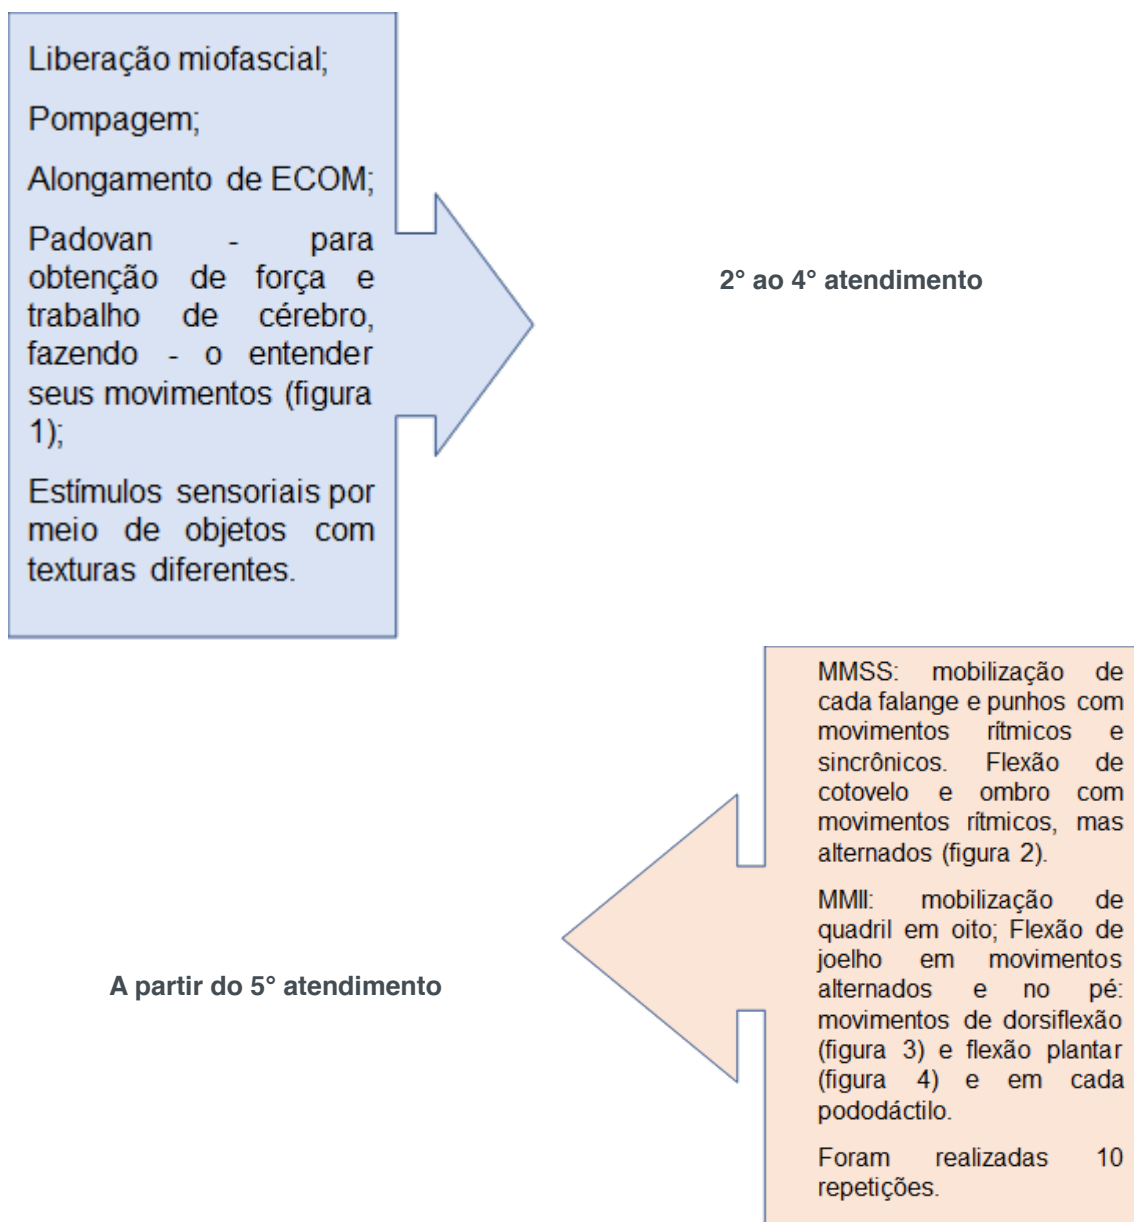 Liberação miofascial;
Pompagem;
Alongamento de ECOM;
Padovan - para
obtenção de força e
trabalho de cérebro,
fazendo - o entender
seus movimentos (figura
1);
Estímulos sensoriais por
meio de objetos com
texturas diferentes.
2° ao 4° atendimento
MMSS: mobilização de
cada falange e punhos com
movimentos rítmicos e
sincrônicos. Flexão de
cotovelo e ombro com
movimentos rítmicos, mas
alternados (figura 2).
MMII: mobilização de
quadril em oito; Flexão de
joelho em movimentos
alternados e no pé:
movimentos de dorsiflexão
(figura 3) e flexão plantar
(figura 4) e em cada
pododáctilo.
Foram realizadas 10
repetições.
A partir do 5° atendimento